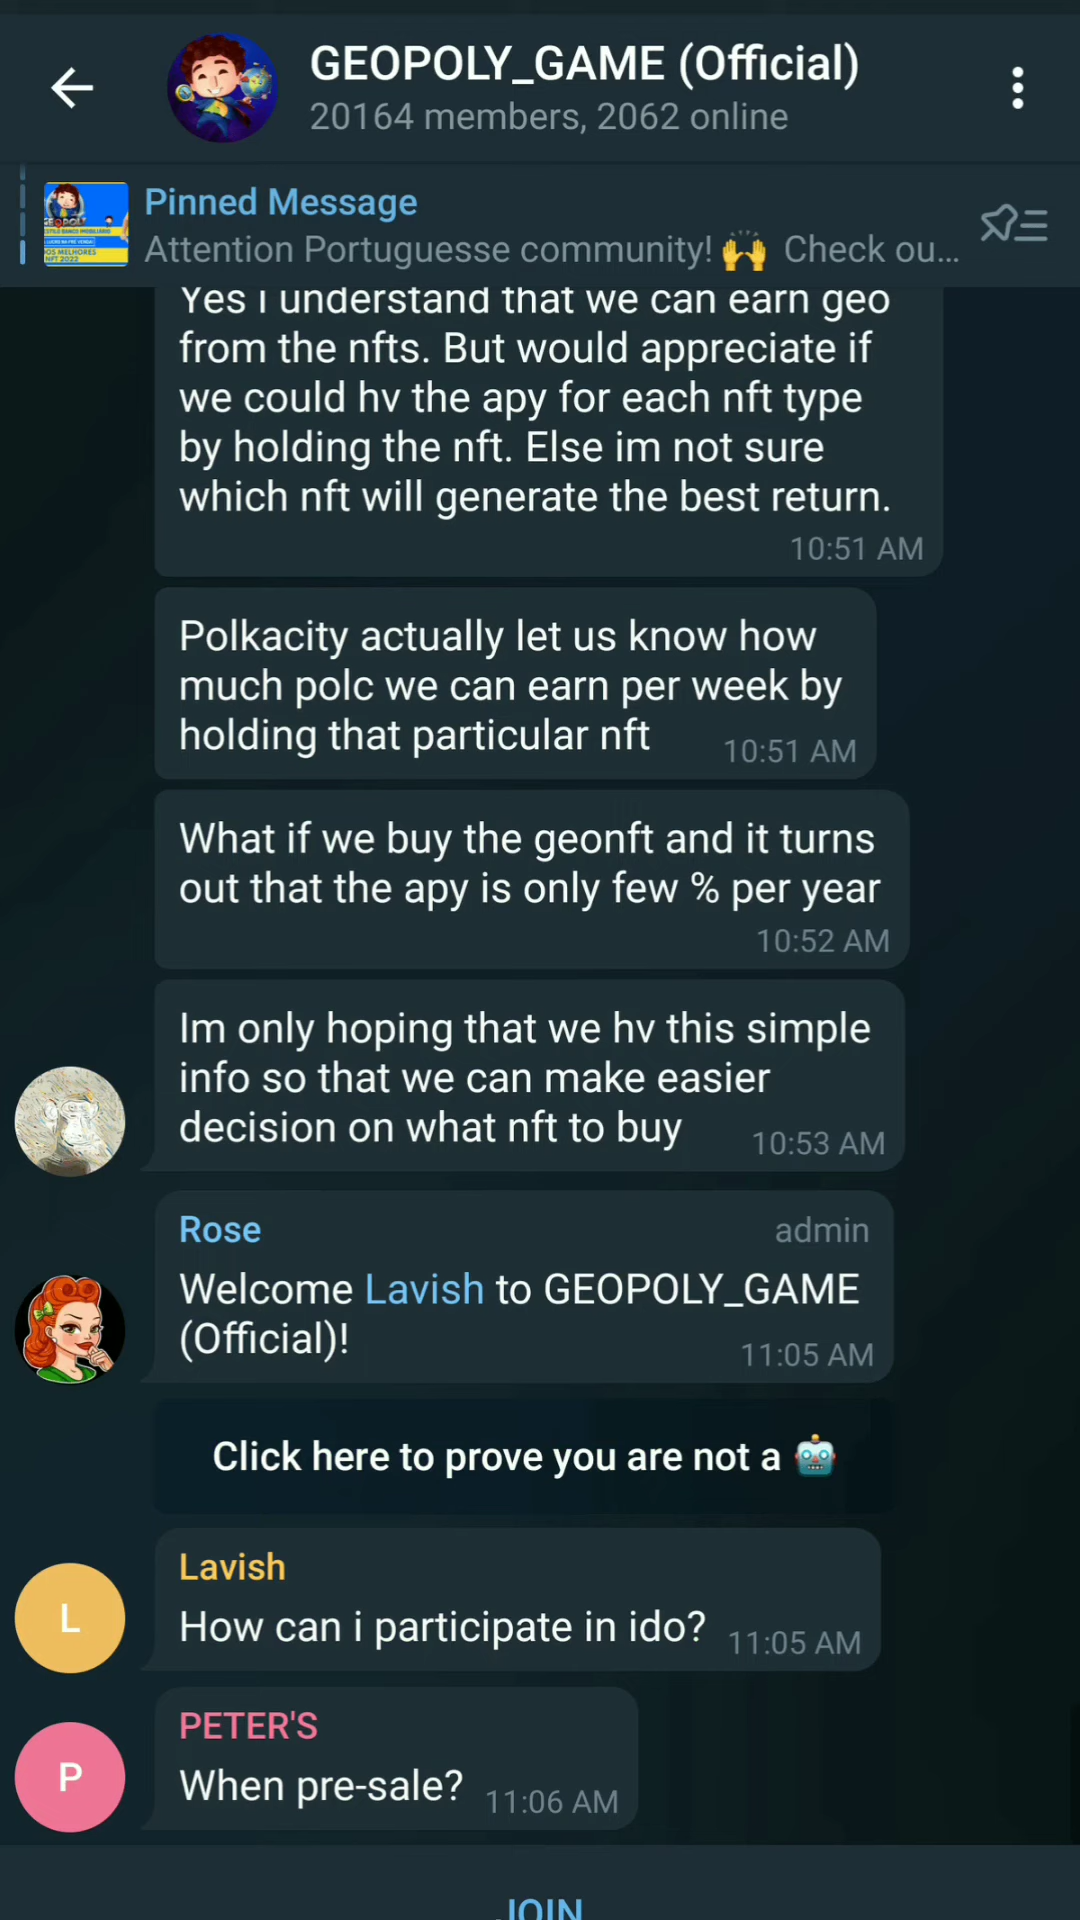 GEOPOLY_GAME (Official)
20164 members, 2062 online
Pinned Message
Attention Portuguesse community! 🙌 Check ou...
Yes i understand that we can earn geo
from the nfts. But would appreciate if
we could hv the apy for each nft type
by holding the nft. Else im not sure
which nft will generate the best return.
10:51 AM
Polkacity actually let us know how
much polc we can earn per week by
holding that particular nft 10:51 AM
What if we buy the geonft and it turns
out that the apy is only few % per year
10:52 AM
Im only hoping that we hv this simple
info so that we can make easier
decision on what nft to buy 10:53 AM
Rose admin
Welcome Lavish to GEOPOLY_GAME
(Official)! 11:05 AM
Click here to prove you are not a 🤖
Lavish
L
How can i participate in ido? 11:05 AM
PETER'S
P
When pre-sale? 11:06 AM
JOIN